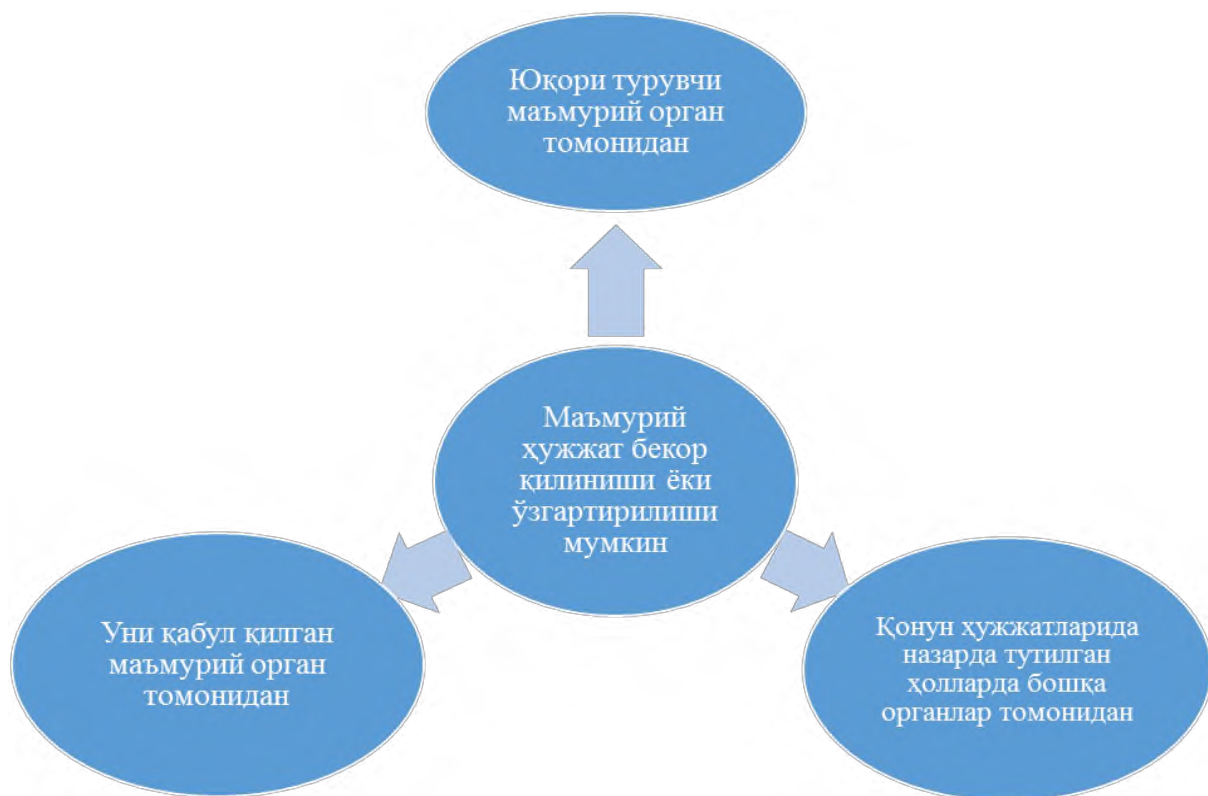 Юқори турувчи
маъмурий орган
томонидан
Маъмурий
ҳужжат бекор
қилиниши ёки
ўзгартирилиши
мумкин
Уни қабул қилган
маъмурий орган
томонидан
Қонун ҳужжатларида
назарда тутилган
ҳолларда бошқа
органлар томонидан